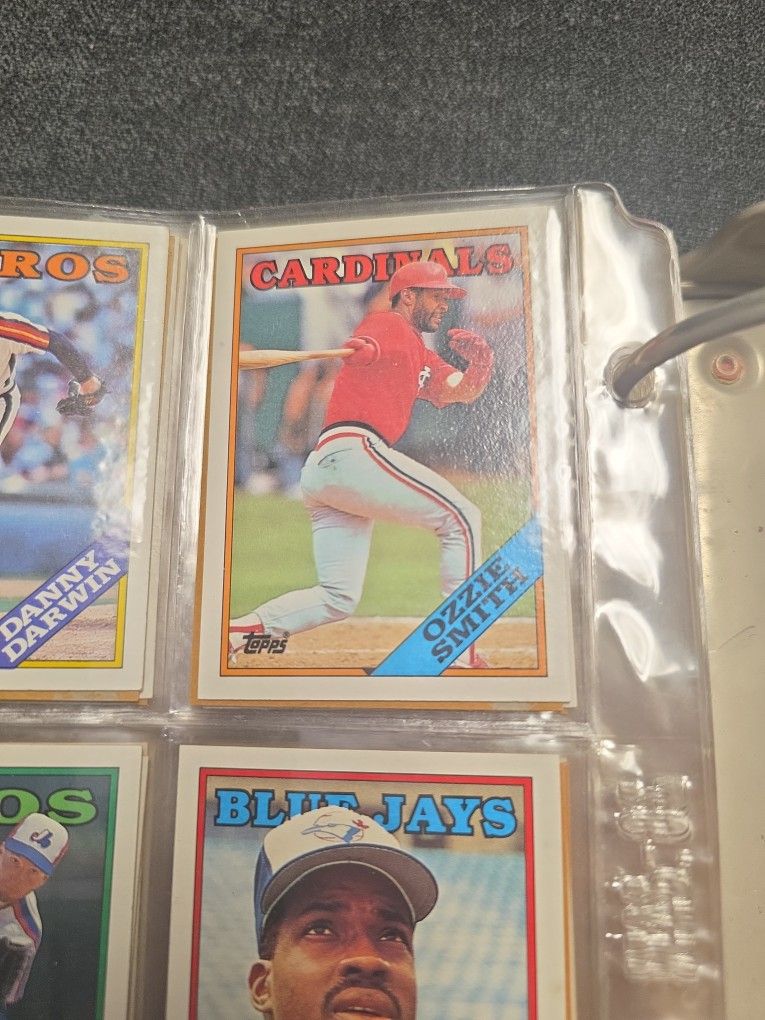 ROS
DANNY
DARWIN
CARDINALS
OZZIE
SMITH
Topps
OS
BLUE JAYS